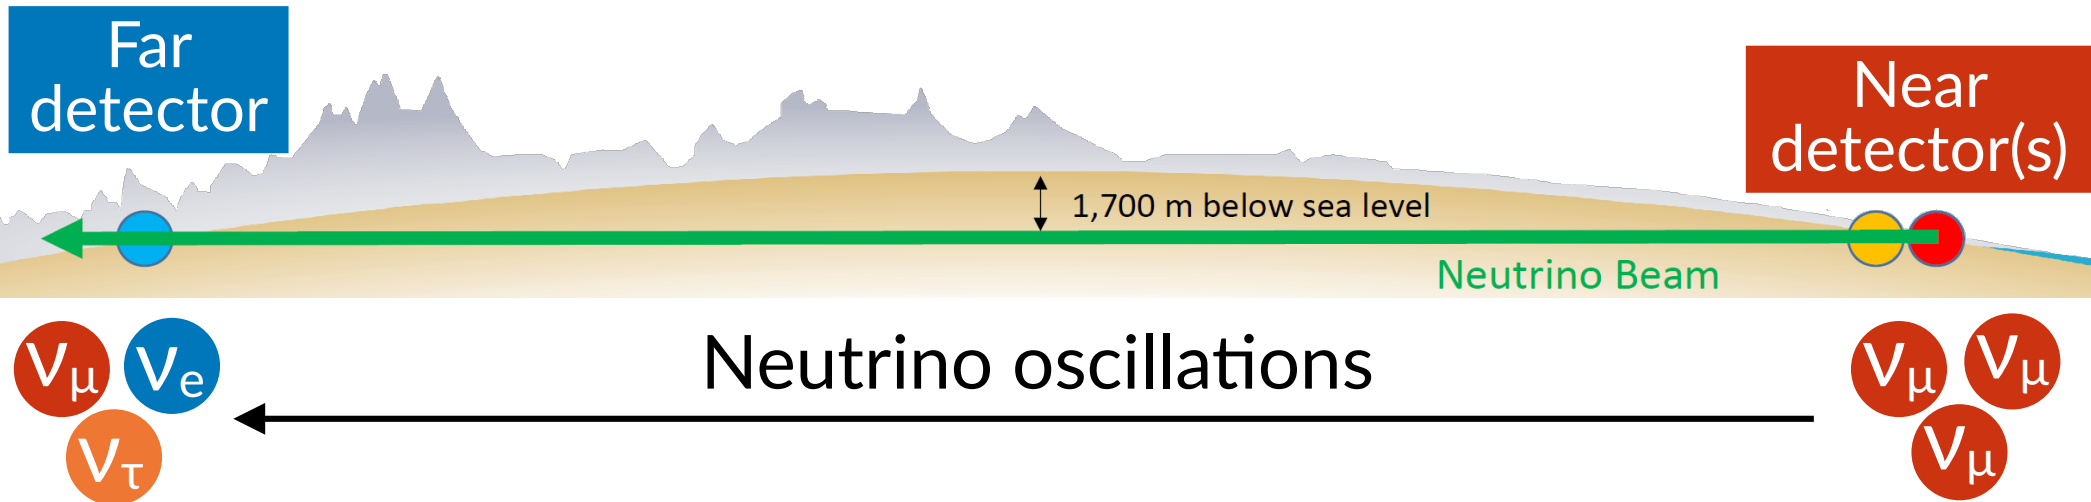 Far
detector
Near
detector(s)
1,700 m below sea level
Neutrino Beam
νμ
νe
ντ
Neutrino oscillations
νμ
νμ
νμ